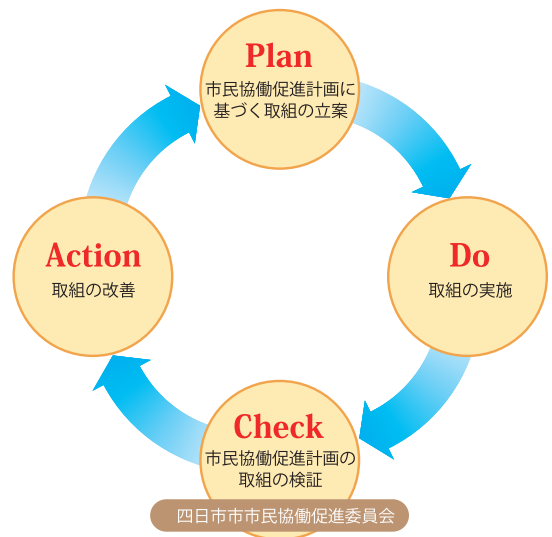 Plan
市民協働促進計画に
基づく取組の立案
Action
取組の改善
Do
取組の実施
Check
市民協働促進計画の
取組の検証
四日市市市民協働促進委員会